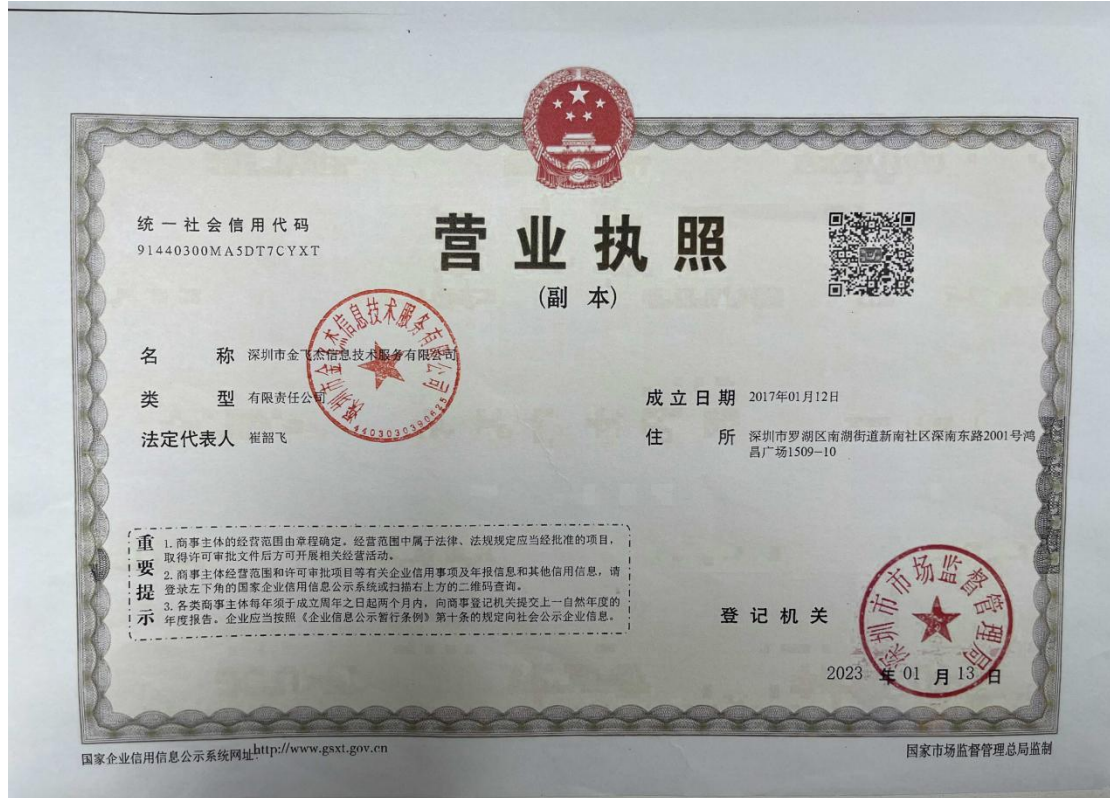 统一社会信用代码
91440300MA5DT7CYXT
营业执照
(副 本)
名 称 深圳市金飞杰信息技术服务有限公司
类 型 有限责任公司
法定代表人 崔韶飞
深圳市金飞杰信息技术服务有限公司
4403030390625
成立日期 2017年01月12日
住 所 深圳市罗湖区南湖街道新南社区深南东路2001号鸿
昌广场1509-10
重要提示
1. 商事主体的经营范围由章程确定。经营范围中属于法律、法规规定应当经批准的项目,
取得许可审批文件后方可开展相关经营活动。
2. 商事主体经营范围和许可审批项目等有关企业信用事项及年报信息和其他信用信息,请
登录左下角的国家企业信用信息公示系统或扫描右上方的二维码查询。
3. 各类商事主体每年须于成立周年之日起两个月内,向商事登记机关提交上一自然年度的
年度报告。企业应当按照《企业信息公示暂行条例》第十条的规定向社会公示企业信息。
登记机关
深圳市市场监督管理局
2023 年 01 月 13 日
国家企业信用信息公示系统网址:http://www.gsxt.gov.cn
国家市场监督管理总局监制